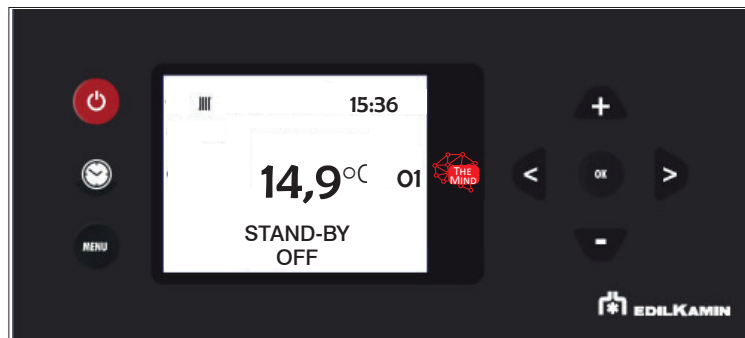 15:36
14,9°C 01
THE
MIND
STAND-BY
OFF
MENU
+
<
OK
>
-
EDILKAMIN